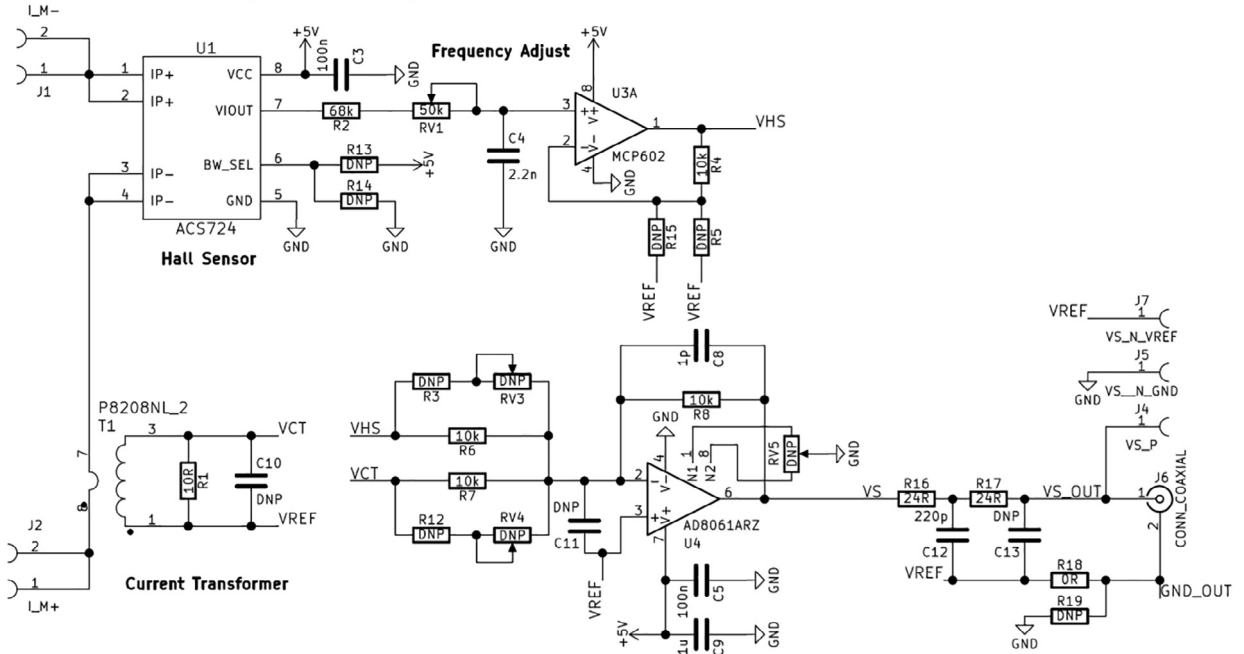 I_M-
2
1
J1
U1
1 IP+
2 IP+
3 IP-
4 IP-
VCC 8
VIOUT 7
BW_SEL 6
GND 5
ACS724
Hall Sensor
+5V
100n
C3
GND
68k
R2
Frequency Adjust
50k
RV1
R13
DNP
+5V
R14
DNP
GND
GND
C4
2.2n
GND
+5V
8
U3A
3
+
V+
2
-
V-
1
MCP602
4
GND
VHS
10k
R4
DNP
R15
DNP
R5
VREF
VREF
VREF
J7
1
VS_N_VREF
J5
1
GND
VS__N_GND
J4
1
VS_P
P8208NL_2
T1
7
8
3
1
10R
R1
C10
DNP
VCT
VREF
J2
2
1
I_M+
Current Transformer
DNP
R3
DNP
RV3
VHS
10k
R6
VCT
10k
R7
R12
DNP
RV4
DNP
DNP
C11
VREF
1p
C8
10k
R8
GND
4
1
N1
8
N2
RV5
DNP
GND
2
-
V-
3
+
V+
7
6
AD8061ARZ
U4
100n
C5
GND
+5V
1u
C9
GND
VS
R16
24R
R17
24R
VS_OUT
220p
C12
DNP
C13
VREF
R18
0R
R19
DNP
GND
J6
1
2
CONN_COAXIAL
GND_OUT